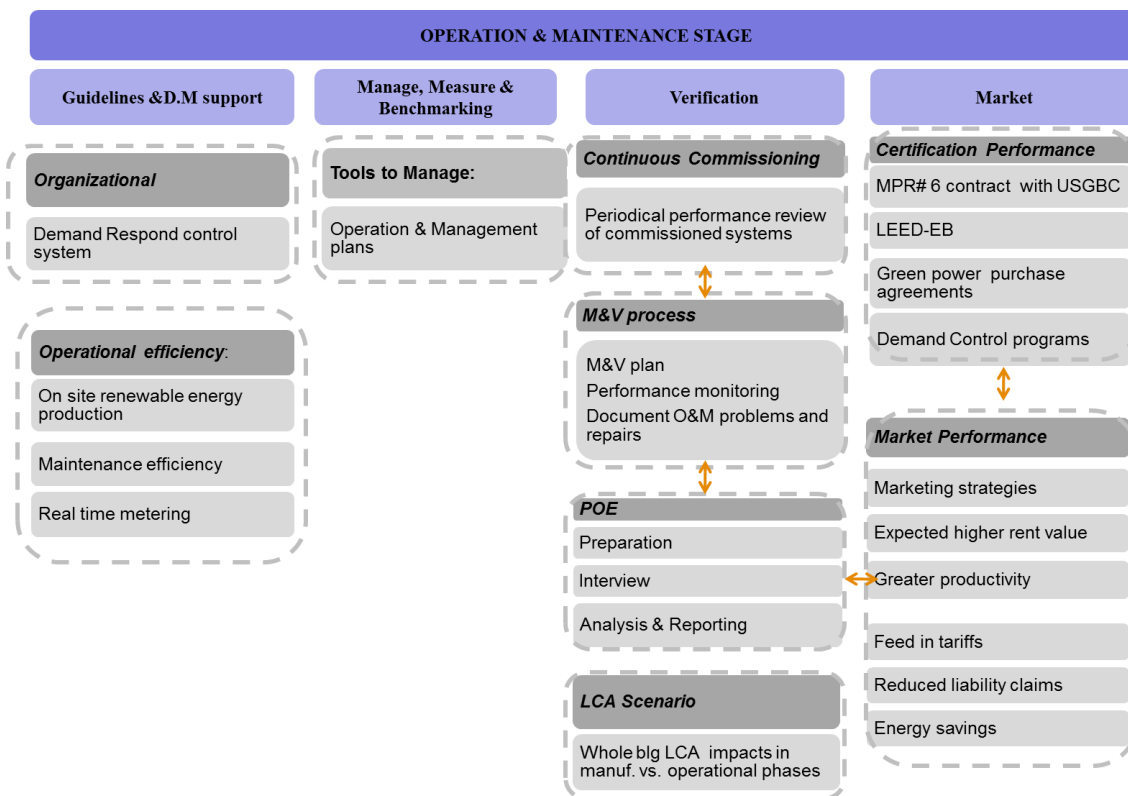 OPERATION & MAINTENANCE STAGE
Guidelines &D.M support
Manage, Measure &
Benchmarking
Verification
Market
Organizational
Demand Respond control
system
Operational efficiency:
On site renewable energy
production
Maintenance efficiency
Real time metering
Tools to Manage:
Operation & Management
plans
Continuous Commissioning
Periodical performance review
of commissioned systems
M&V process
M&V plan
Performance monitoring
Document O&M problems and
repairs
POE
Preparation
Interview
Analysis & Reporting
LCA Scenario
Whole blg LCA impacts in
manuf. vs. operational phases
Certification Performance
MPR# 6 contract with USGBC
LEED-EB
Green power purchase
agreements
Demand Control programs
Market Performance
Marketing strategies
Expected higher rent value
Greater productivity
Feed in tariffs
Reduced liability claims
Energy savings